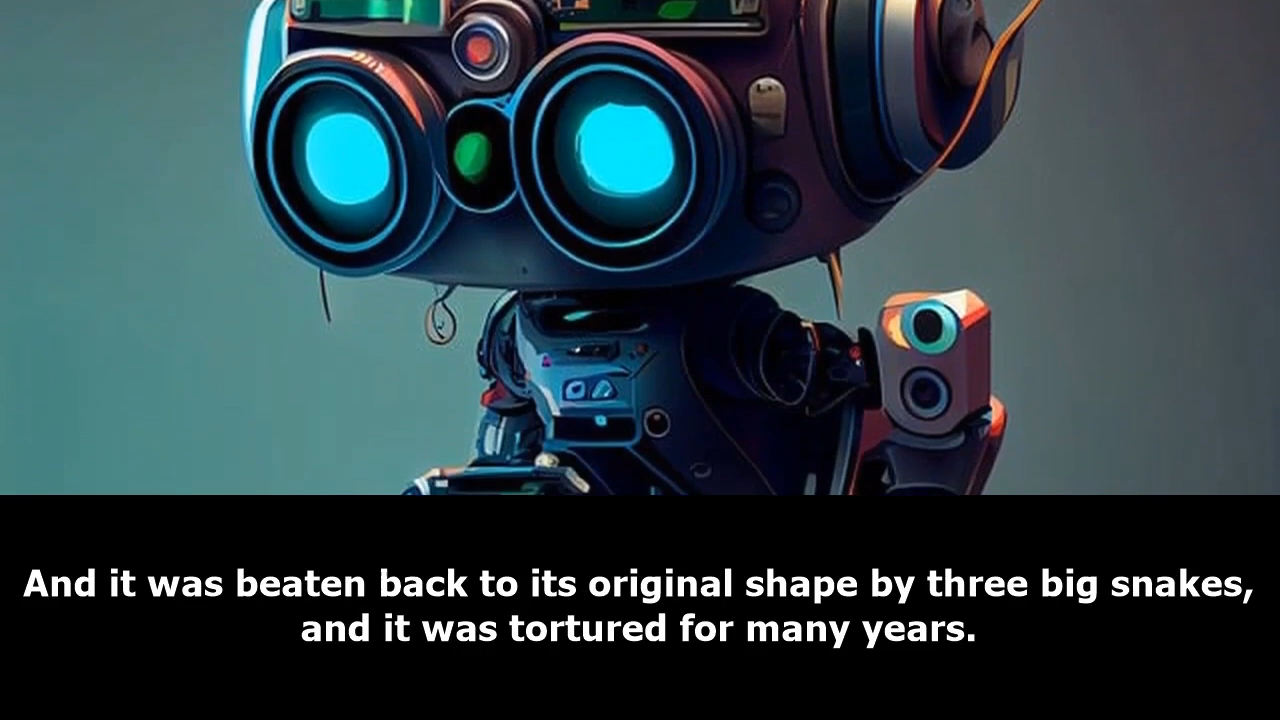 And it was beaten back to its original shape by three big snakes,
and it was tortured for many years.